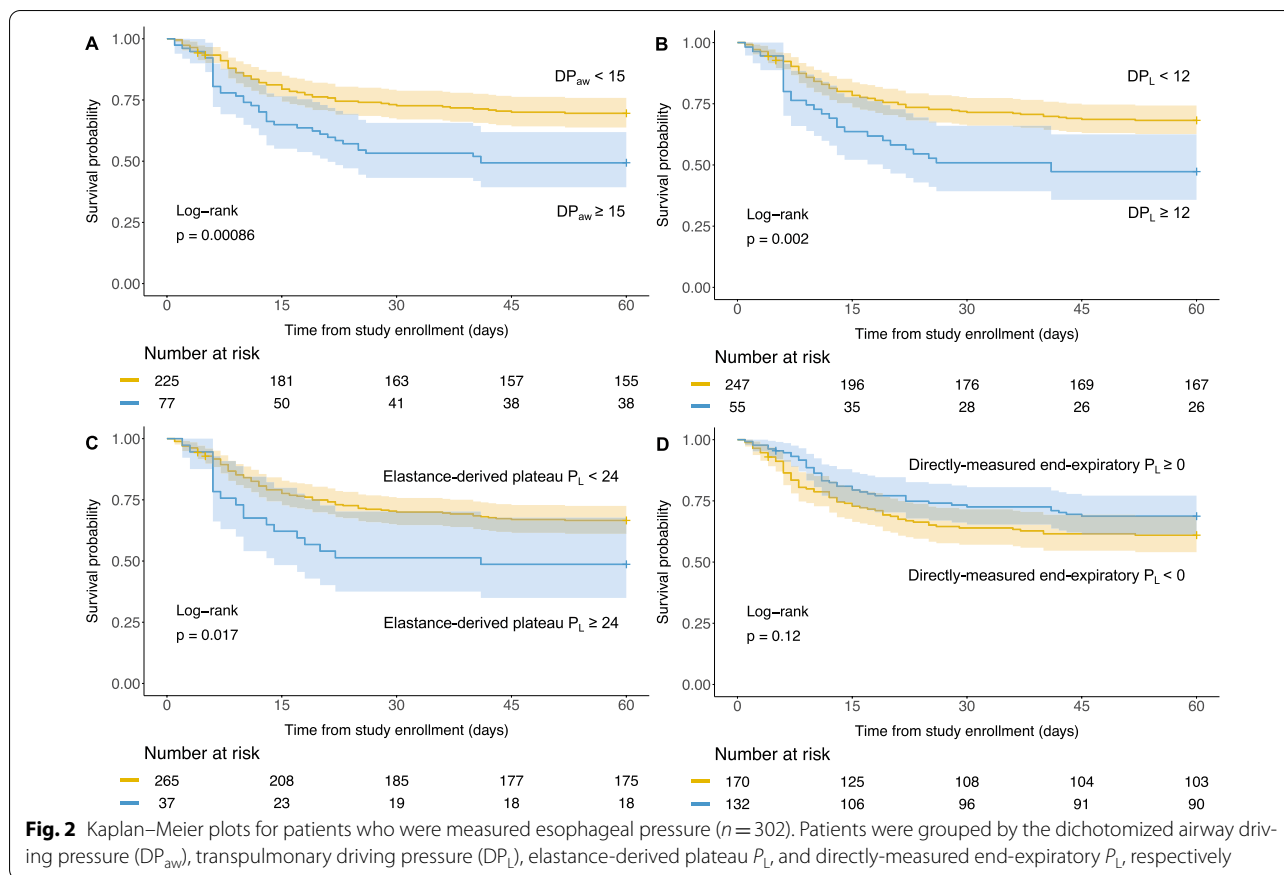 A
1.00
0.75
0.50
0.25
0.00
Survival probability
DPaw < 15
DPaw ≥ 15
Log−rank
p = 0.00086
0 15 30 45 60
Time from study enrollment (days)
Number at risk
225 181 163 157 155
77 50 41 38 38
B
1.00
0.75
0.50
0.25
0.00
Survival probability
DPL < 12
DPL ≥ 12
Log−rank
p = 0.002
0 15 30 45 60
Time from study enrollment (days)
Number at risk
247 196 176 169 167
55 35 28 26 26
C
1.00
0.75
0.50
0.25
0.00
Survival probability
Elastance-derived plateau PL < 24
Elastance-derived plateau PL ≥ 24
Log−rank
p = 0.017
0 15 30 45 60
Time from study enrollment (days)
Number at risk
265 208 185 177 175
37 23 19 18 18
D
1.00
0.75
0.50
0.25
0.00
Survival probability
Directly-measured end-expiratory PL ≥ 0
Directly-measured end-expiratory PL < 0
Log−rank
p = 0.12
0 15 30 45 60
Time from study enrollment (days)
Number at risk
170 125 108 104 103
132 106 96 91 90
Fig. 2 Kaplan–Meier plots for patients who were measured esophageal pressure (n = 302). Patients were grouped by the dichotomized airway driv-
ing pressure (DPaw), transpulmonary driving pressure (DPL), elastance-derived plateau PL, and directly-measured end-expiratory PL, respectively